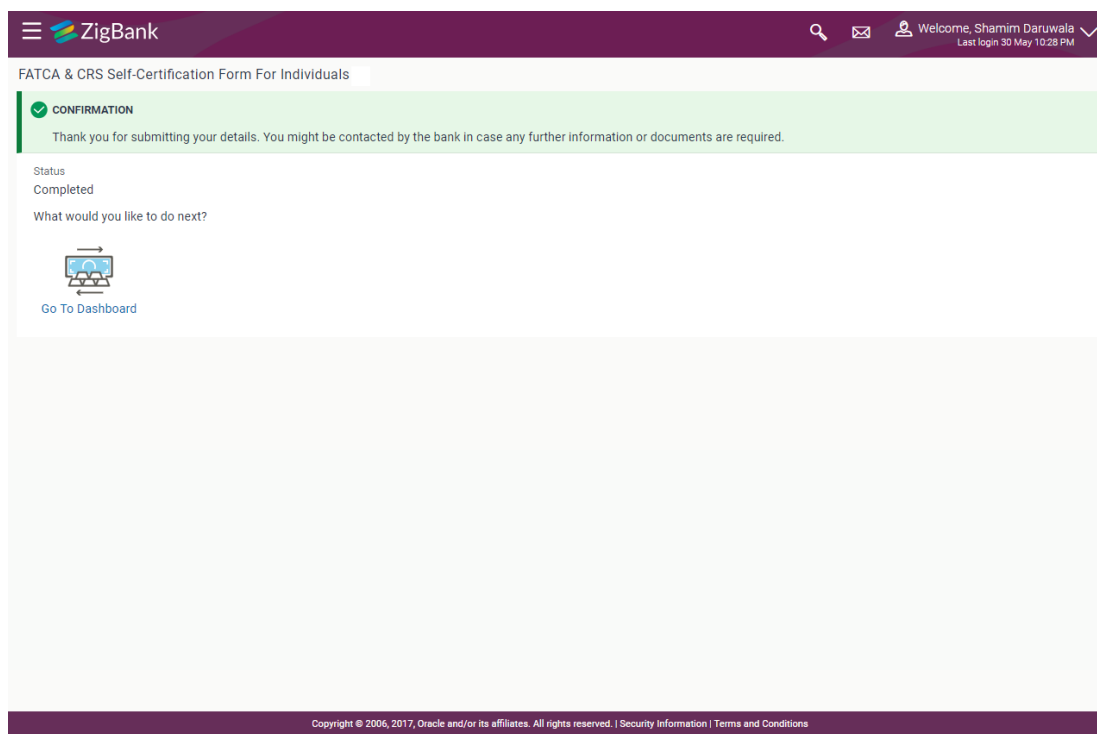 ZigBank
Welcome, Shamim Daruwala
Last login 30 May 10:28 PM
FATCA & CRS Self-Certification Form For Individuals
CONFIRMATION
Thank you for submitting your details. You might be contacted by the bank in case any further information or documents are required.
Status
Completed
What would you like to do next?
Go To Dashboard
Copyright © 2006, 2017, Oracle and/or its affiliates. All rights reserved. | Security Information | Terms and Conditions